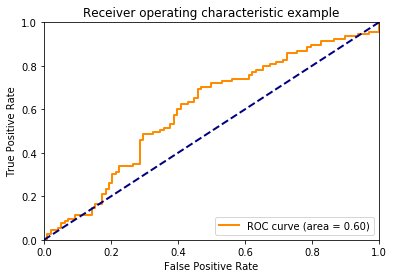 Receiver operating characteristic example
True Positive Rate
1.0
0.8
0.6
0.4
0.2
0.0
ROC curve (area = 0.60)
0.0 0.2 0.4 0.6 0.8 1.0
False Positive Rate